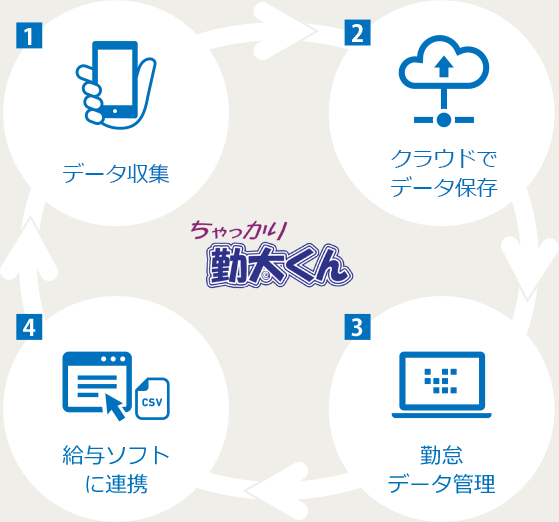 1
データ収集
2
クラウドで
データ保存
ちゃっかり
勤太くん
3
勤怠
データ管理
4
CSV
給与ソフト
に連携